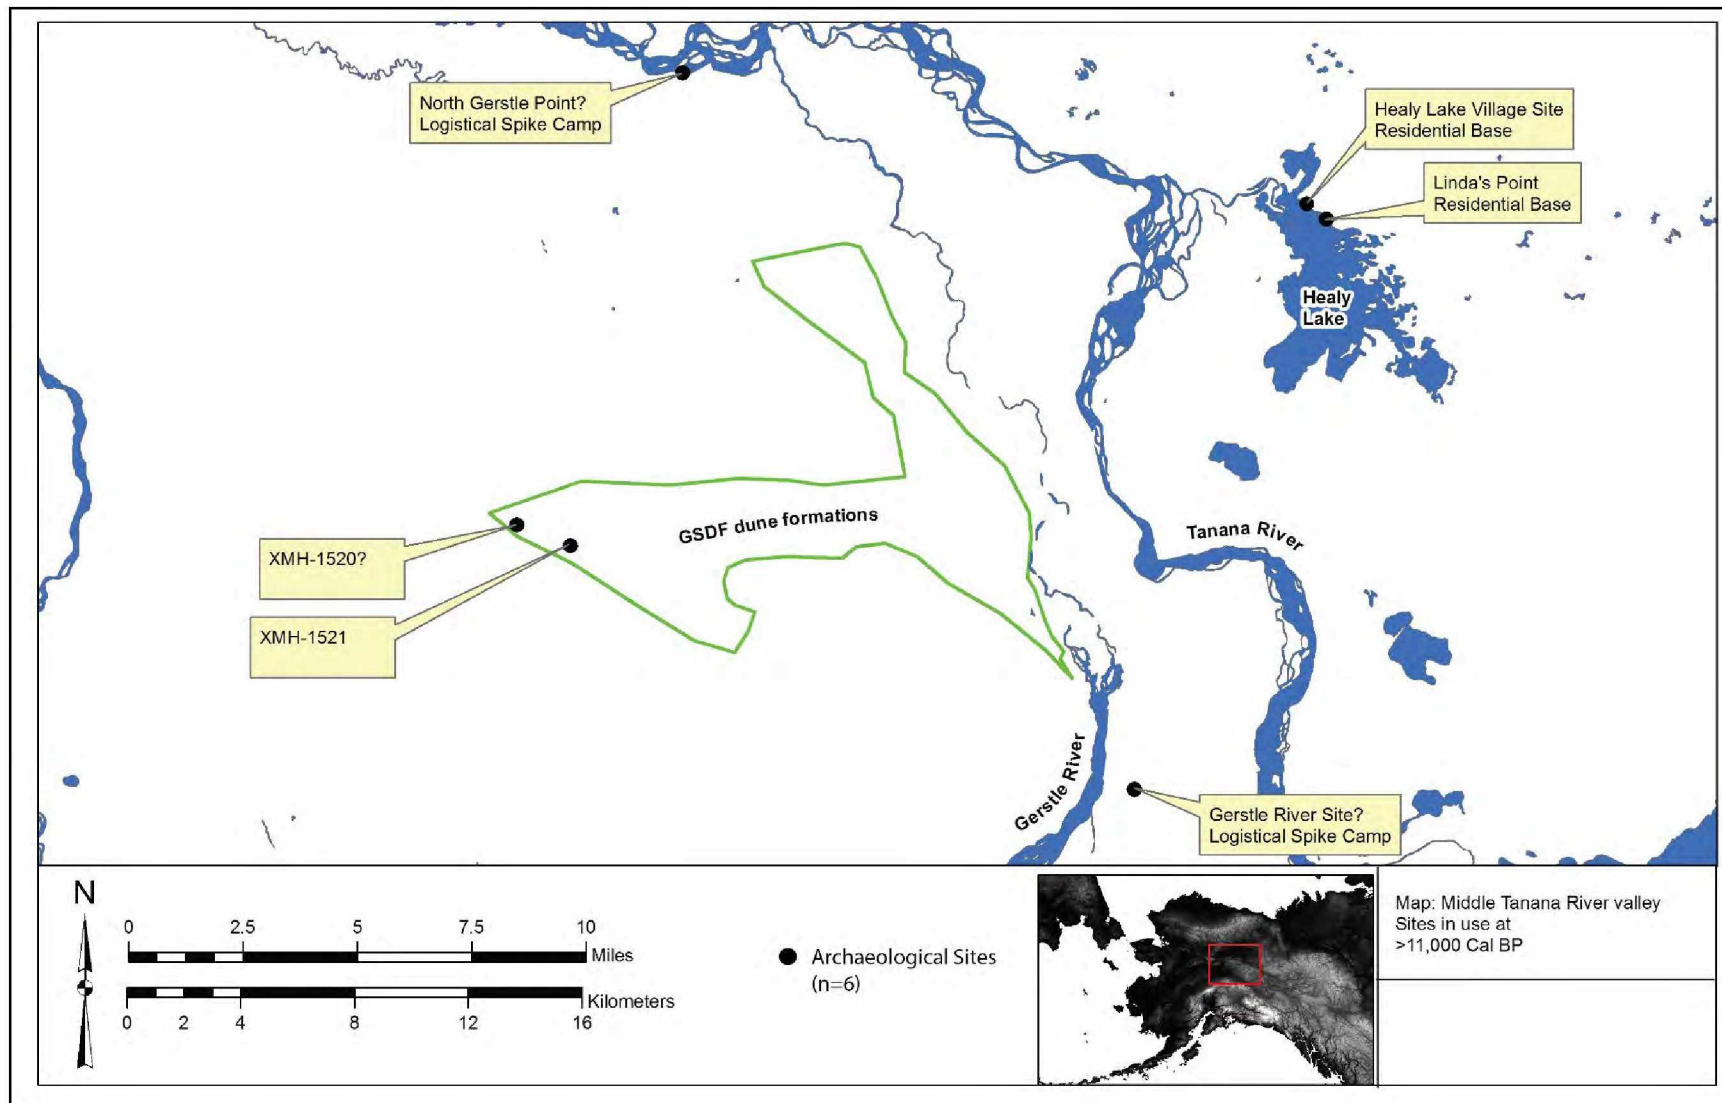 North Gerstle Point?
Logistical Spike Camp
Healy Lake Village Site
Residential Base
Linda's Point
Residential Base
Healy
Lake
GSDF dune formations
Tanana River
XMH-1520?
XMH-1521
Gerstle River
Gerstle River Site?
Logistical Spike Camp
N
0 2.5 5 7.5 10
Miles
Kilometers
0 2 4 8 12 16
Archaeological Sites
(n=6)
Map: Middle Tanana River valley
Sites in use at
>11,000 Cal BP